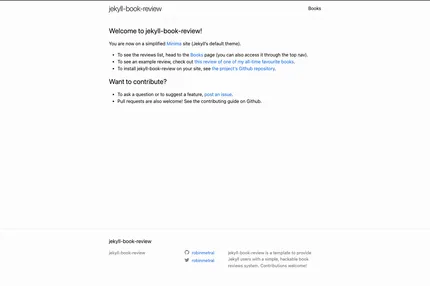 jekyll-book-review
Books
Welcome to jekyll-book-review!
You are now on a simplified Minima site (Jekyll's default theme).
To see the reviews list, head to the Books page (you can also access it through the top nav).
To see an example review, check out this review of one of my all-time favourite books.
To install jekyll-book-review on your site, see the project's Github repository.
Want to contribute?
To ask a question or to suggest a feature, post an issue.
Pull requests are also welcome! See the contributing guide on Github.
jekyll-book-review
jekyll-book-review
jekyll-book-review is a template to provide
Jekyll users with a simple, hackable book
reviews system. Contributions welcome!